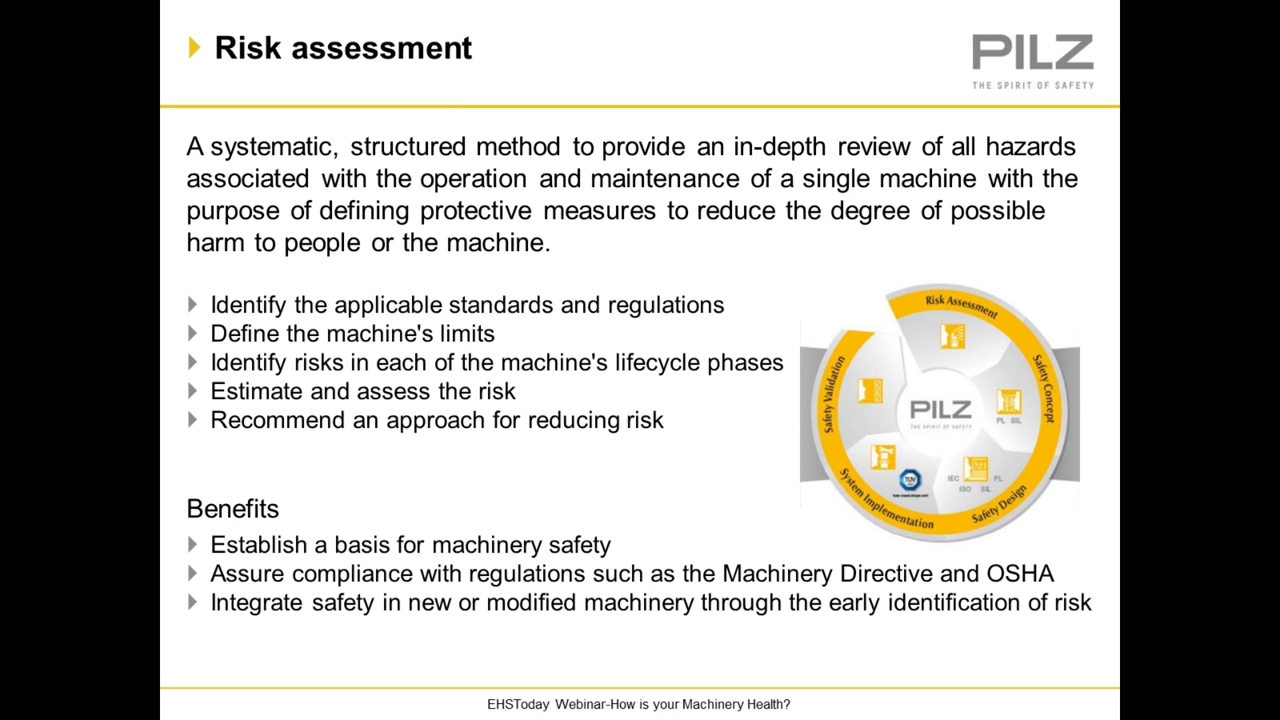 Risk assessment
PILZ
THE SPIRIT OF SAFETY
A systematic, structured method to provide an in-depth review of all hazards
associated with the operation and maintenance of a single machine with the
purpose of defining protective measures to reduce the degree of possible
harm to people or the machine.
Identify the applicable standards and regulations
Define the machine's limits
Identify risks in each of the machine's lifecycle phases
Estimate and assess the risk
Recommend an approach for reducing risk
Risk Assessment
Safety Concept
PL SIL
Safety Design
IEC PL
ISO SIL
System Implementation
TÜV
Safety Validation
PILZ
THE SPIRIT OF SAFETY
Benefits
Establish a basis for machinery safety
Assure compliance with regulations such as the Machinery Directive and OSHA
Integrate safety in new or modified machinery through the early identification of risk
EHSToday Webinar-How is your Machinery Health?